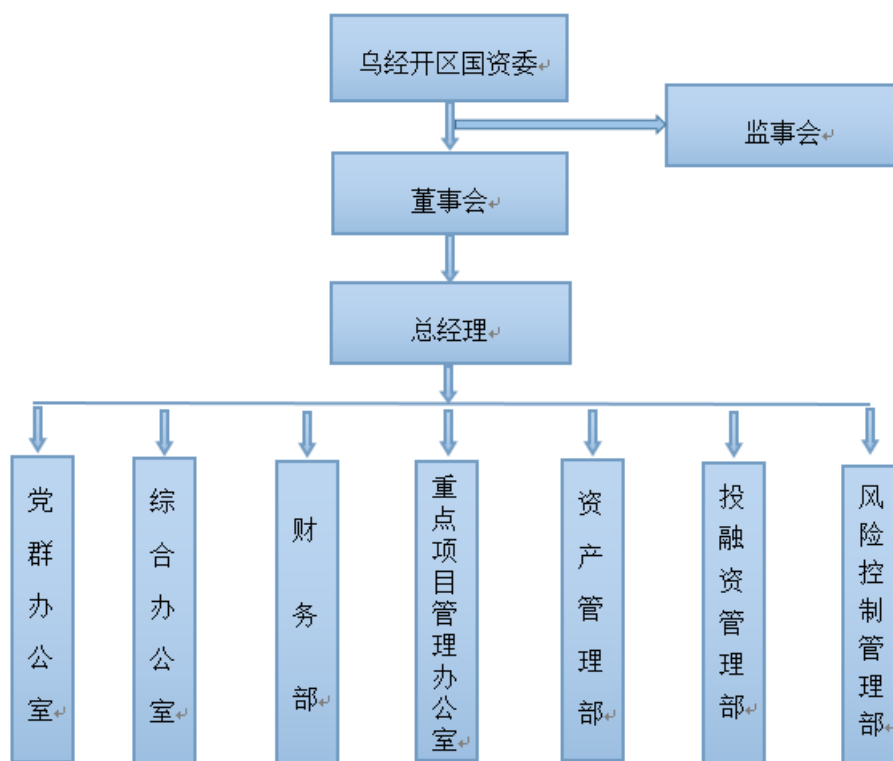 乌经开区国资委
监事会
董事会
总经理
党群办公室
综合办公室
财务部
重点项目管理办公室
资产管理部
投融资管理部
风险控制管理部